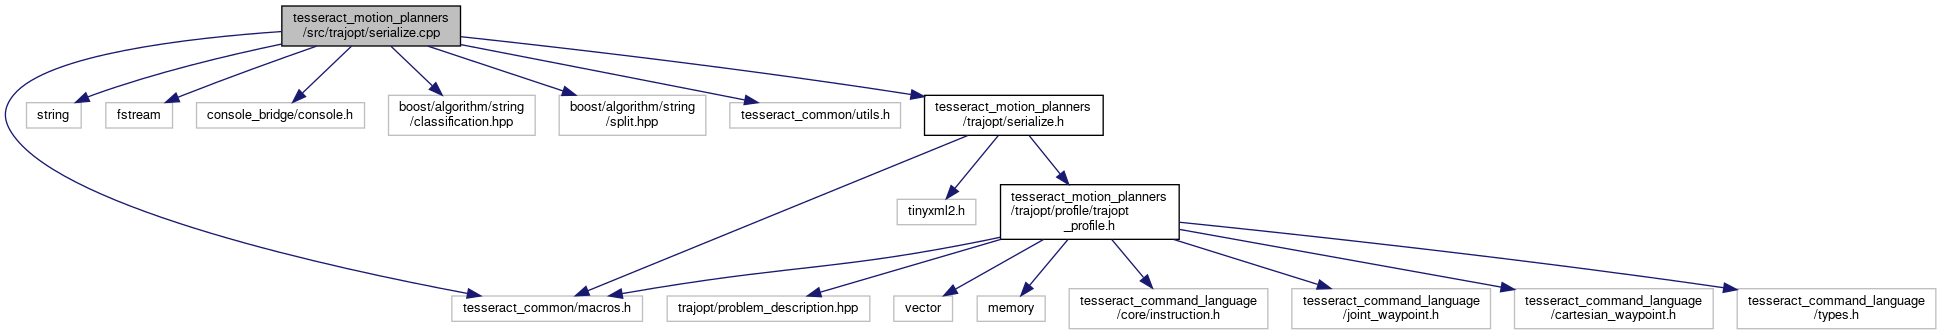 tesseract_motion_planners
/src/trajopt/serialize.cpp
string
fstream
console_bridge/console.h
boost/algorithm/string
/classification.hpp
boost/algorithm/string
/split.hpp
tesseract_common/utils.h
tesseract_motion_planners
/trajopt/serialize.h
tinyxml2.h
tesseract_motion_planners
/trajopt/profile/trajopt
_profile.h
tesseract_common/macros.h
trajopt/problem_description.hpp
vector
memory
tesseract_command_language
/core/instruction.h
tesseract_command_language
/joint_waypoint.h
tesseract_command_language
/cartesian_waypoint.h
tesseract_command_language
/types.h